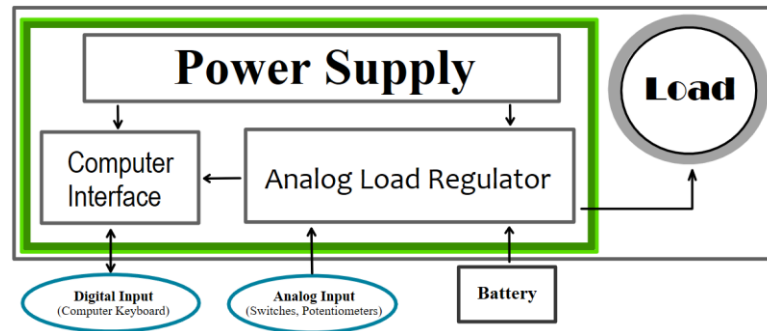 Power Supply
Load
Computer
Interface
Analog Load Regulator
Digital Input
(Computer Keyboard)
Analog Input
(Switches, Potentiometers)
Battery